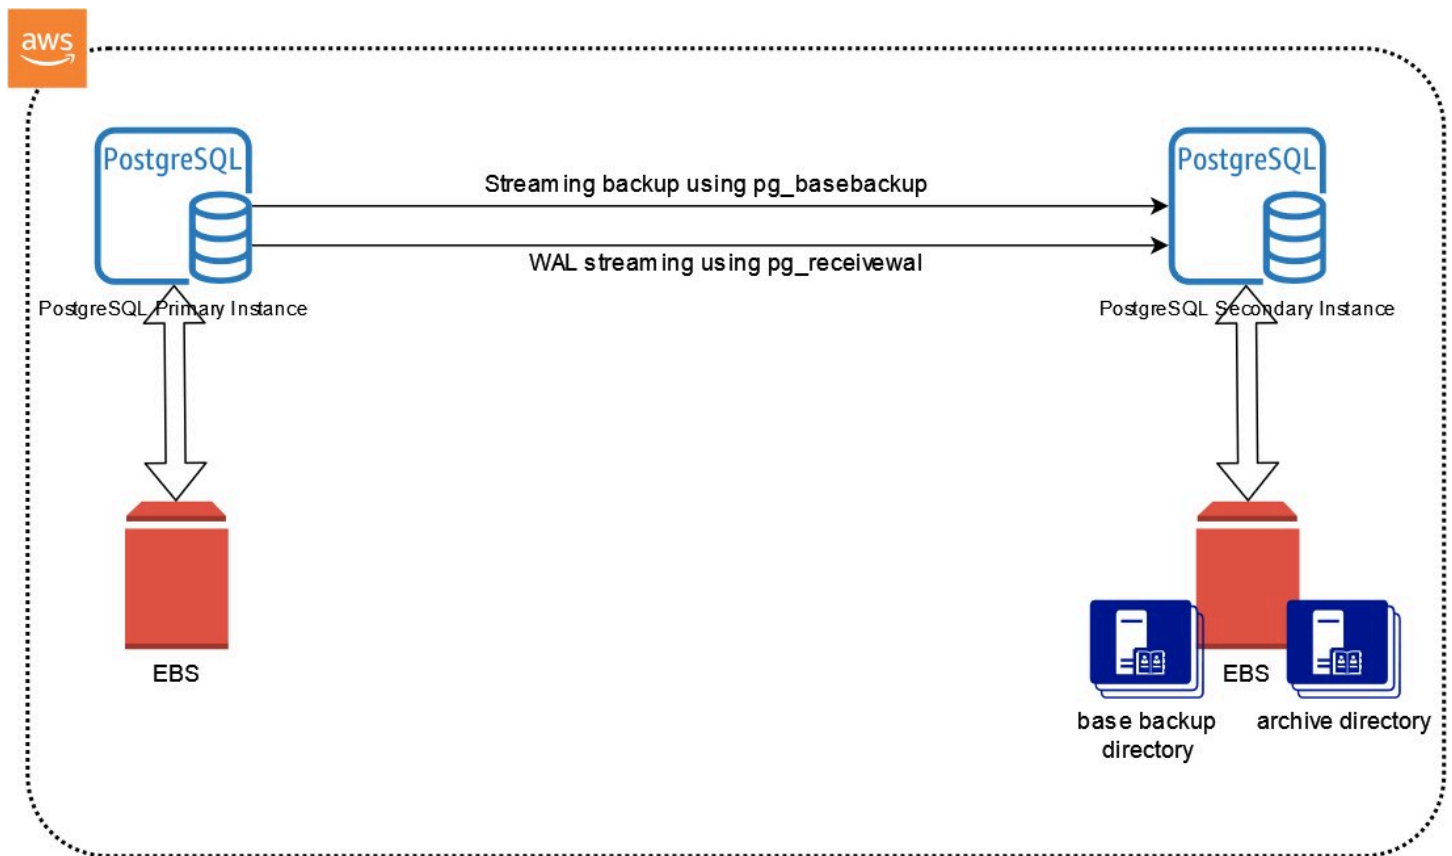 aws
PostgreSQL
PostgreSQL
Streaming backup using pg_basebackup
WAL streaming using pg_receivewal
PostgreSQL Primary Instance
PostgreSQL Secondary Instance
EBS
EBS
base backup
directory
archive directory